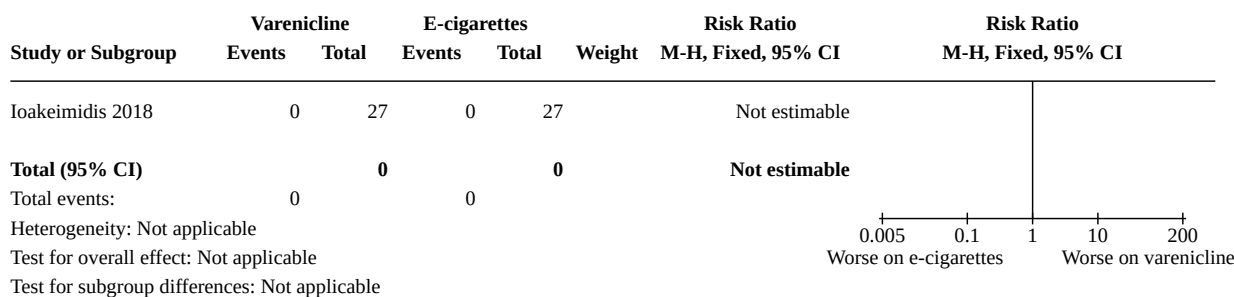 Varenicline E-cigarettes Risk Ratio Risk Ratio
Study or Subgroup Events Total Events Total Weight M-H, Fixed, 95% CI M-H, Fixed, 95% CI
Ioakeimidis 2018 0 27 0 27 Not estimable
Total (95% CI) 0 0 Not estimable
Total events: 0 0
Heterogeneity: Not applicable
0.005 0.1 1 10 200
Test for overall effect: Not applicable
Worse on e-cigarettes Worse on varenicline
Test for subgroup differences: Not applicable